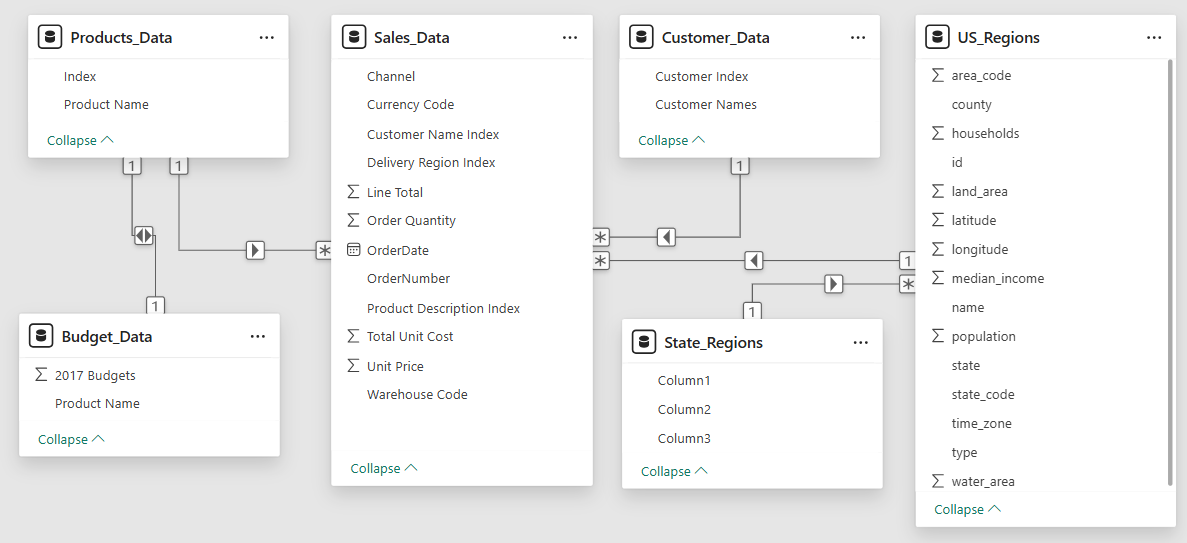 Products_Data
Index
Product Name
Collapse
Sales_Data
Channel
Currency Code
Customer Name Index
Delivery Region Index
Line Total
Order Quantity
OrderDate
OrderNumber
Product Description Index
Total Unit Cost
Unit Price
Warehouse Code
Collapse
Customer_Data
Customer Index
Customer Names
Collapse
US_Regions
area_code
county
households
id
land_area
latitude
longitude
median_income
name
population
state
state_code
time_zone
type
water_area
Collapse
1
1
1
*
*
*
1
*
1
1
Budget_Data
2017 Budgets
Product Name
Collapse
State_Regions
Column1
Column2
Column3
Collapse